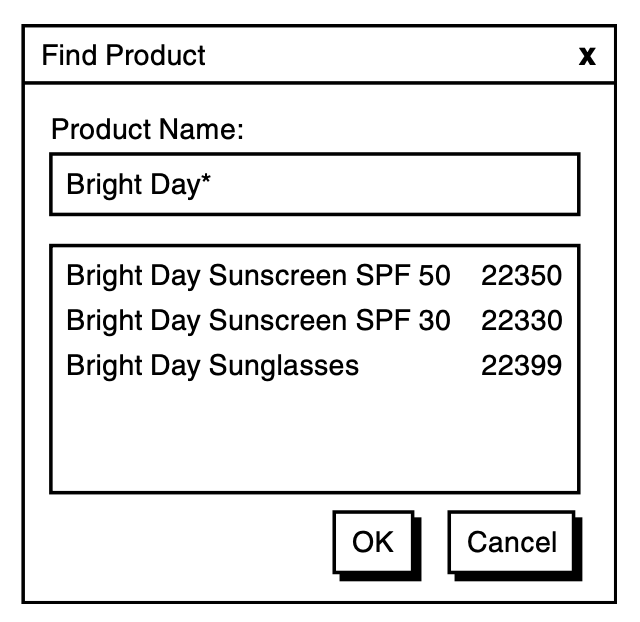 Find Product x
Product Name:
Bright Day*
Bright Day Sunscreen SPF 50 22350
Bright Day Sunscreen SPF 30 22330
Bright Day Sunglasses 22399
OK Cancel